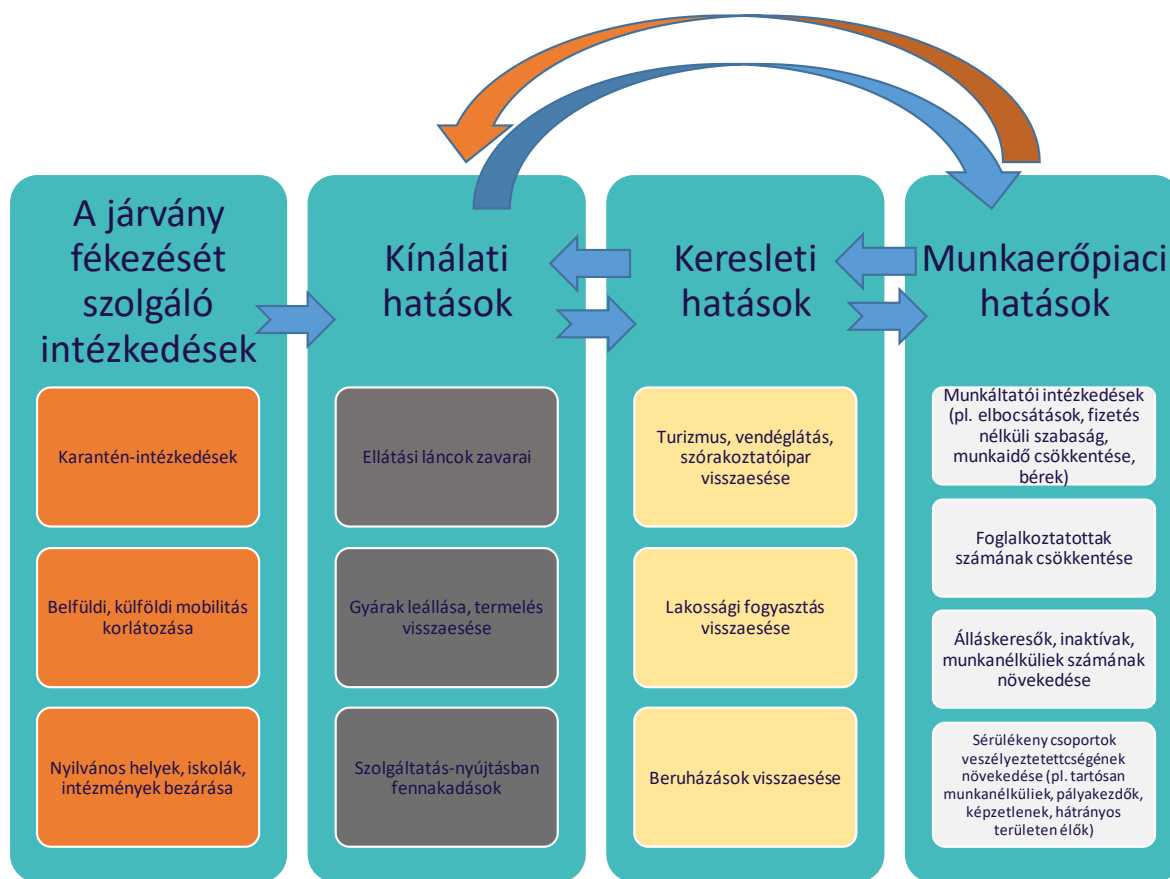 A járvány
fékezését
szolgáló
intézkedések
Karantén-intézkedések
Belfüldi, külföldi mobilitás
korlátozása
Nyilvános helyek, iskolák,
intézmények bezárása
Kínálati
hatások
Ellátási láncok zavarai
Gyárak leállása, termelés
visszaesése
Szolgáltatás-nyújtásban
fennakadások
Keresleti
hatások
Turizmus, vendéglátás,
szórakoztatóipar
visszaesése
Lakossági fogyasztás
visszaesése
Beruházások visszaesése
Munkaerőpiaci
hatások
Munkáltatói intézkedések
(pl. elbocsátások, fizetés
nélküli szabaság,
munkaidő csökkentése,
bérek)
Foglalkoztatottak
számának csökkentése
Álláskeresők, inaktívak,
munkanélküliek számának
növekedése
Sérülékeny csoportok
veszélyeztetettcségének
növekedése (pl. tartósan
munkanélküliek, pályakezdők,
képzetlenek, hátrányos
területen élők)